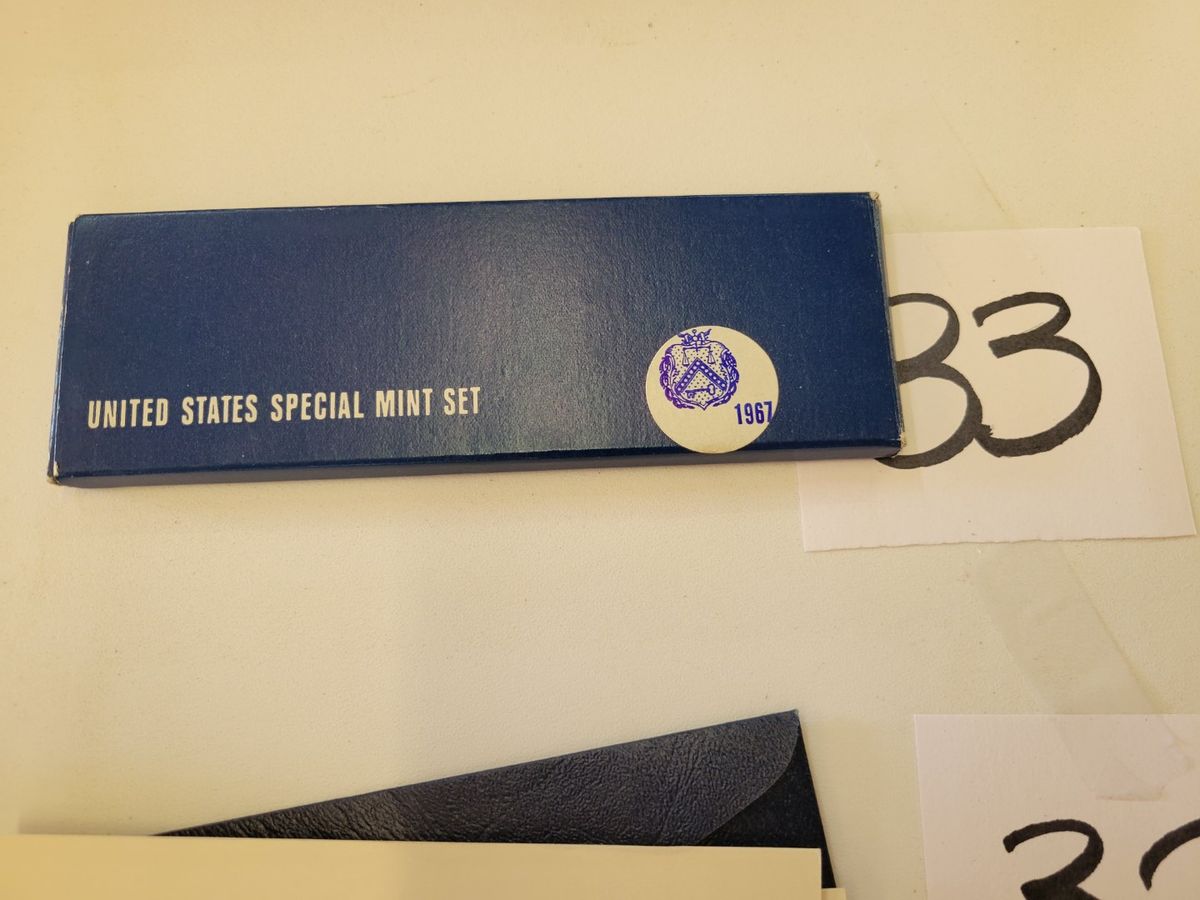 UNITED STATES SPECIAL MINT SET
1967
33